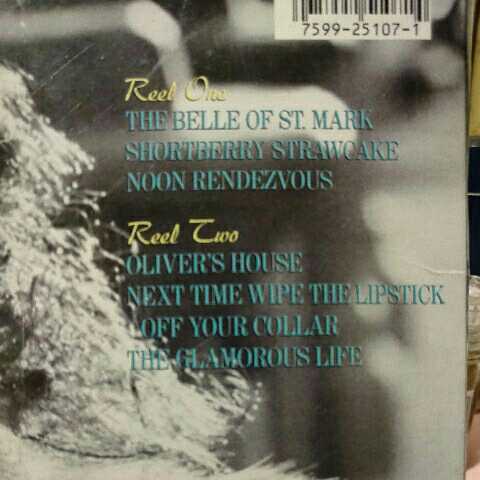 7599-25107-1
Reel One
THE BELLE OF ST. MARK
SHORTBERRY STRAWCAKE
NOON RENDEZVOUS
Reel Two
OLIVER'S HOUSE
NEXT TIME WIPE THE LIPSTICK
OFF YOUR COLLAR
THE GLAMOROUS LIFE